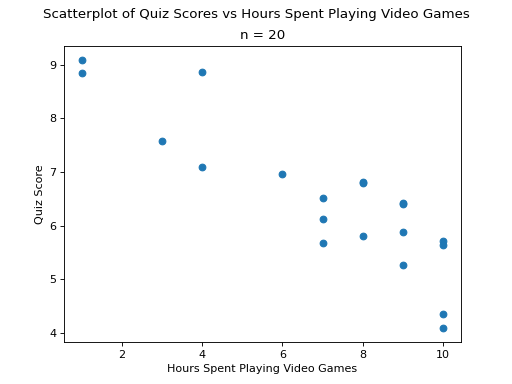 Scatterplot of Quiz Scores vs Hours Spent Playing Video Games
n = 20
9
8
7
6
5
4
Quiz Score
2
4
6
8
10
Hours Spent Playing Video Games